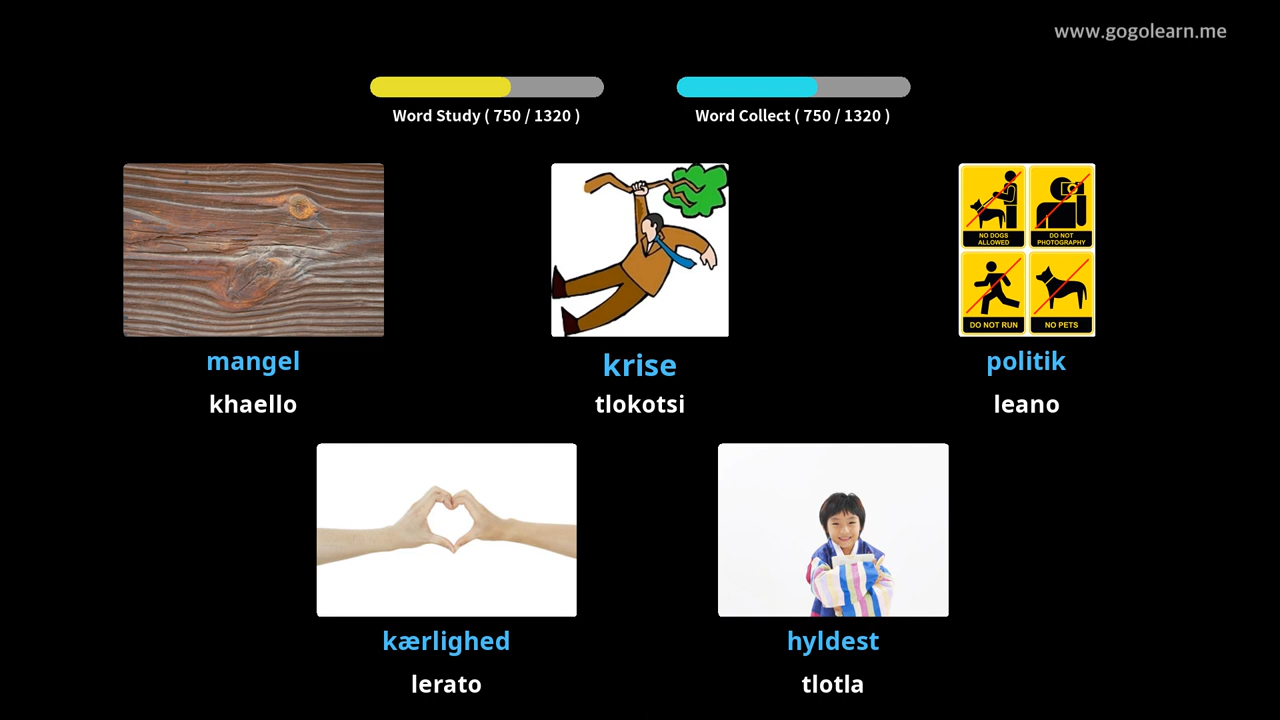 www.gogolearn.me
Word Study ( 750 / 1320 )
Word Collect ( 750 / 1320 )
NO DOGS
ALLOWED
DO NOT
PHOTOGRAPHY
DO NOT RUN
NO PETS
mangel
krise
politik
khaello
tlokotsi
leano
kærlighed
hyldest
lerato
tlotla